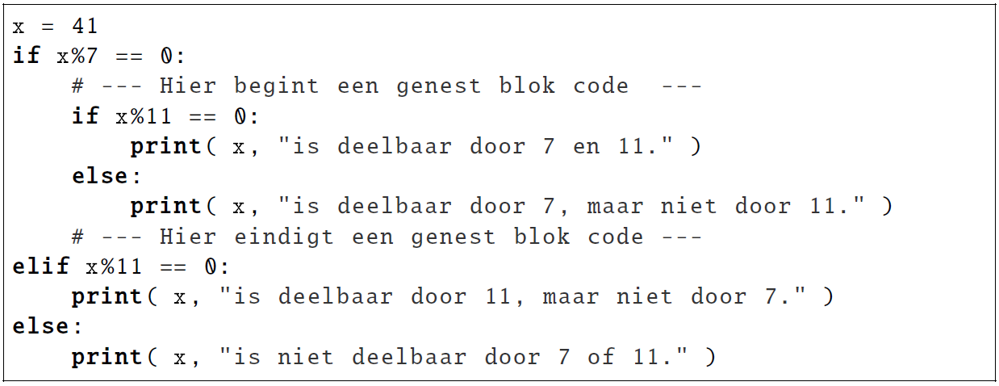 x = 41
if x%7 == 0:
    # --- Hier begint een genest blok code  ---
    if x%11 == 0:
        print( x, "is deelbaar door 7 en 11." )
    else:
        print( x, "is deelbaar door 7, maar niet door 11." )
    # --- Hier eindigt een genest blok code ---
elif x%11 == 0:
    print( x, "is deelbaar door 11, maar niet door 7." )
else:
    print( x, "is niet deelbaar door 7 of 11." )